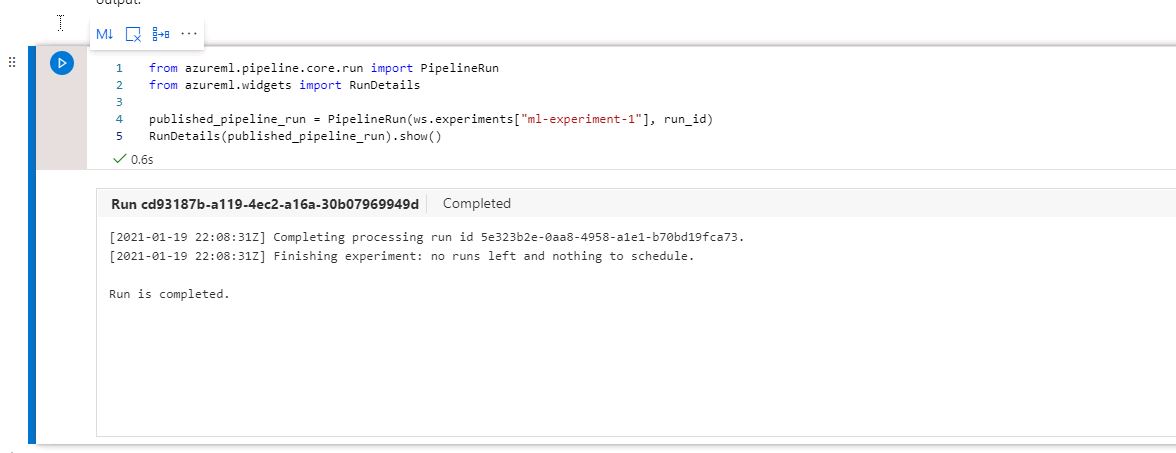 output.
M↓
1 from azureml.pipeline.core.run import PipelineRun
2 from azureml.widgets import RunDetails
3
4 published_pipeline_run = PipelineRun(ws.experiments["ml-experiment-1"], run_id)
5 RunDetails(published_pipeline_run).show()
0.6s
Run cd93187b-a119-4ec2-a16a-30b07969949d Completed
[2021-01-19 22:08:31Z] Completing processing run id 5e323b2e-0aa8-4958-a1e1-b70bd19fca73.
[2021-01-19 22:08:31Z] Finishing experiment: no runs left and nothing to schedule.
Run is completed.